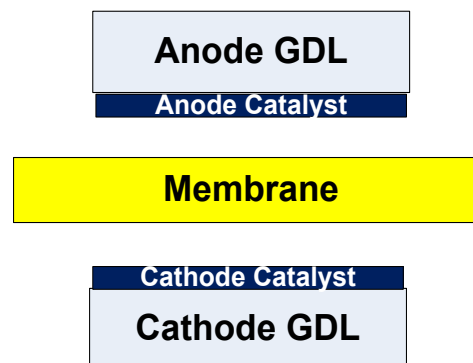 Anode GDL
Anode Catalyst
Membrane
Cathode Catalyst
Cathode GDL